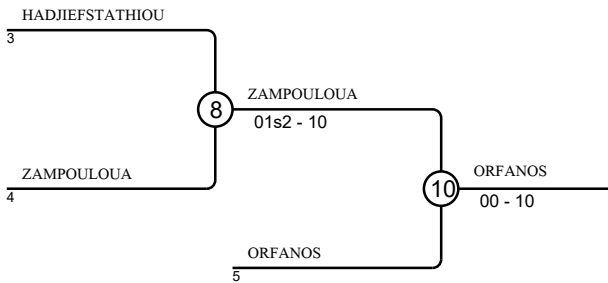 HADJIEFSTATHIOU
3
8
ZAMPOULOUA
01s2 - 10
ZAMPOULOUA
4
10
ORFANOS
00 - 10
ORFANOS
5